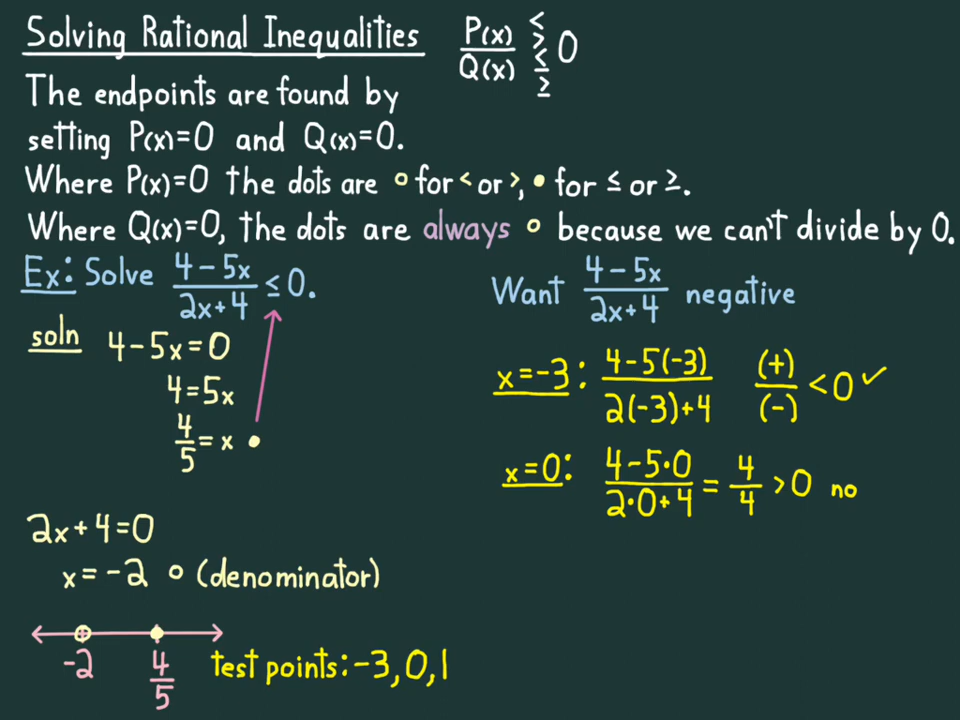 Solving Rational Inequalities P(x)/Q(x) < > ≤ ≥ 0
The endpoints are found by
setting P(x)=0 and Q(x)=0.
Where P(x)=0 the dots are ∘ for < or >, • for ≤ or ≥.
Where Q(x)=0, the dots are always ∘ because we can't divide by 0.
Ex: Solve (4-5x)/(2x+4) ≤ 0.
soln 4-5x=0
4=5x
4/5=x •
2x+4=0
x=-2 ∘ (denominator)
-2 4/5
test points: -3, 0, 1
Want (4-5x)/(2x+4) negative
x=-3: (4-5(-3))/(2(-3)+4) (+)/(-) <0 ✓
x=0: (4-5•0)/(2•0+4) = 4/4 >0 no